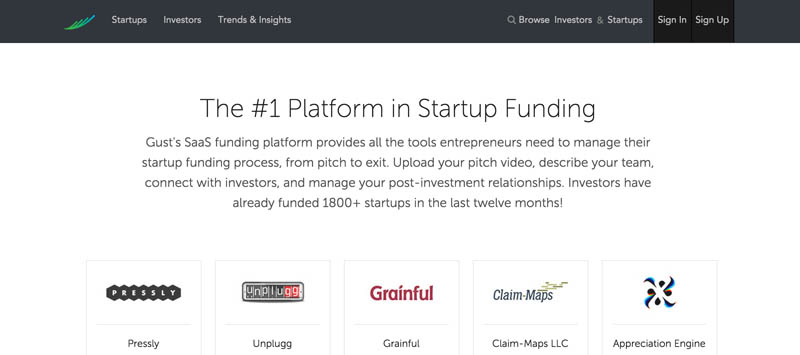 Startups Investors Trends & Insights Browse Investors & Startups Sign In Sign Up
The #1 Platform in Startup Funding
Gust's SaaS funding platform provides all the tools entrepreneurs need to manage their
startup funding process, from pitch to exit. Upload your pitch video, describe your team,
connect with investors, and manage your post-investment relationships. Investors have
already funded 1800+ startups in the last twelve months!
PRESSLY unplugg Grainful Claim-Maps
Pressly Unplugg Grainful Claim-Maps LLC Appreciation Engine